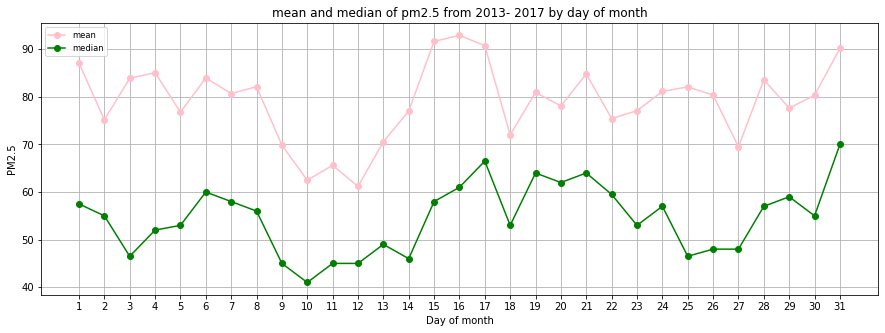 mean and median of pm2.5 from 2013- 2017 by day of month
mean
median
PM2.5
90
80
70
60
50
40
1 2 3 4 5 6 7 8 9 10 11 12 13 14 15 16 17 18 19 20 21 22 23 24 25 26 27 28 29 30 31
Day of month